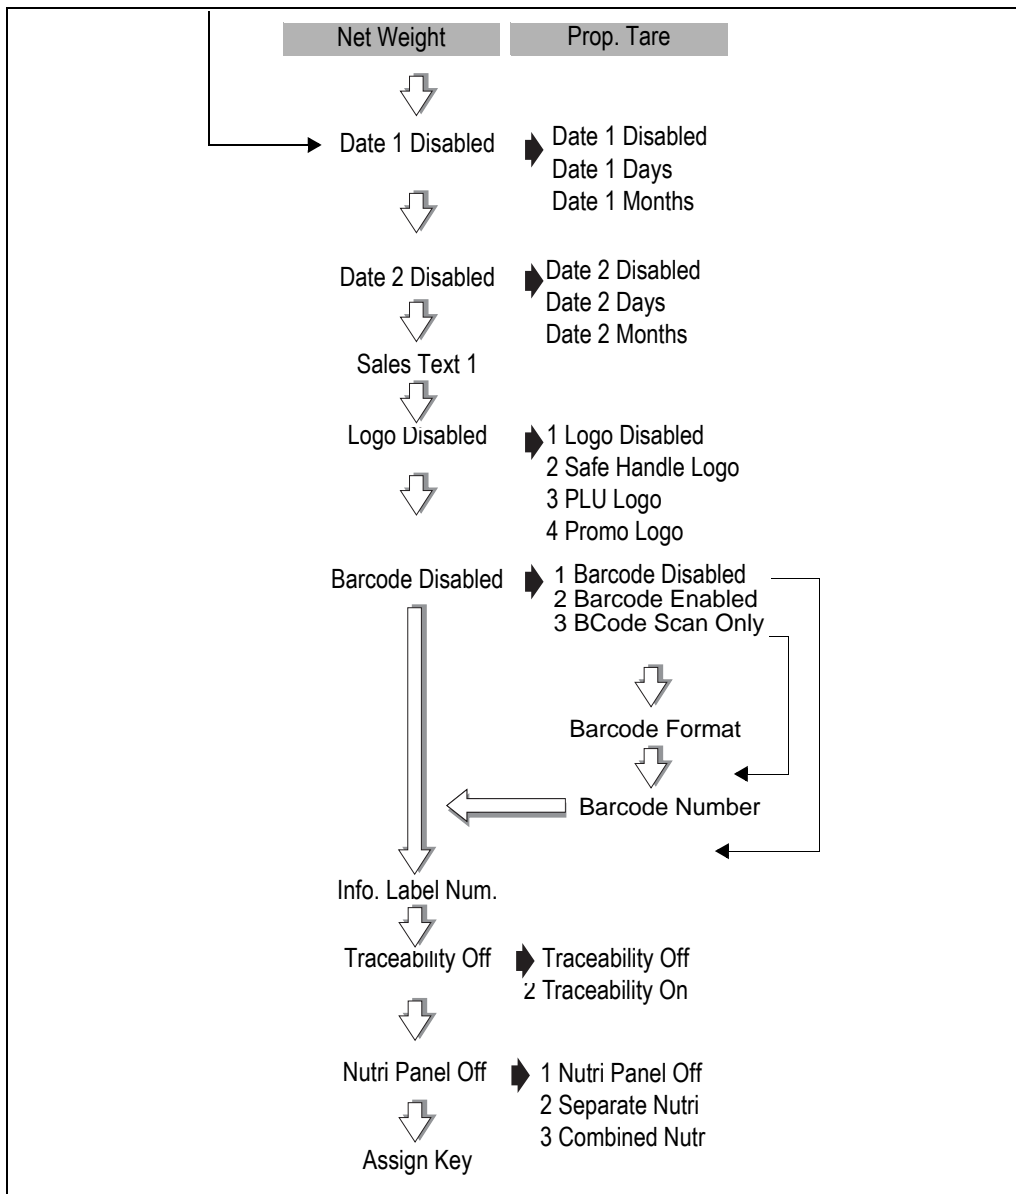 Net Weight Prop. Tare
Date 1 Disabled
Date 1 Disabled
Date 1 Days
Date 1 Months
Date 2 Disabled
Date 2 Disabled
Date 2 Days
Date 2 Months
Sales Text 1
Logo Disabled
1 Logo Disabled
2 Safe Handle Logo
3 PLU Logo
4 Promo Logo
Barcode Disabled
1 Barcode Disabled
2 Barcode Enabled
3 BCode Scan Only
Barcode Format
Barcode Number
Info. Label Num.
Traceability Off
Traceability Off
2 Traceability On
Nutri Panel Off
1 Nutri Panel Off
2 Separate Nutri
3 Combined Nutr
Assign Key